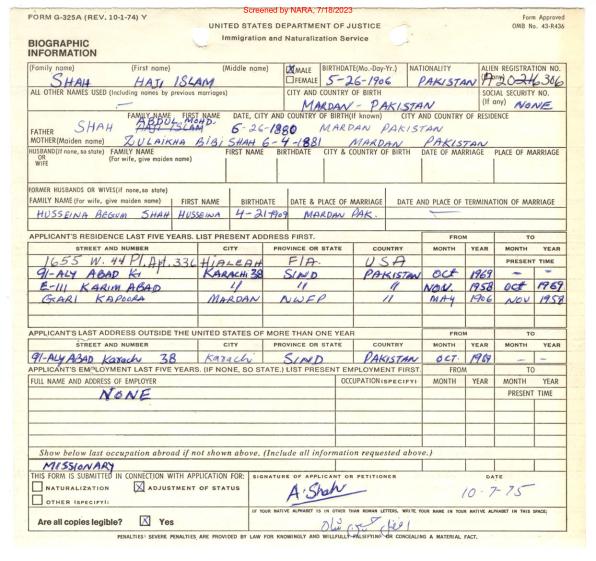 Screened by NARA, 7/18/2023
FORM G-325A (REV. 10-1-74) Y
Form Approved
OMB No. 43-R436
UNITED STATES DEPARTMENT OF JUSTICE
Immigration and Naturalization Service
BIOGRAPHIC
INFORMATION
(Family name) (First name) (Middle name) X MALE FEMALE BIRTHDATE(Mo.-Day-Yr.) NATIONALITY ALIEN REGISTRATION NO.
SHAH HAJI ISLAM 5-26-1906 PAKISTAN
ALL OTHER NAMES USED (Including names by previous marriages) CITY AND COUNTRY OF BIRTH SOCIAL SECURITY NO.
— MARDAN - PAKISTAN (If any) NONE
FAMILY NAME FIRST NAME DATE, CITY AND COUNTRY OF BIRTH(If known) CITY AND COUNTRY OF RESIDENCE
ABDUL MOHD.
FATHER SHAH HAJI ISLAM 6-26-1880 MARDAN PAKISTAN
MOTHER(Maiden name) ZULAIKHA BIBI SHAH 6-4-1881 MARDAN PAKISTAN
HUSBAND(If none, so state) FAMILY NAME FIRST NAME BIRTHDATE CITY & COUNTRY OF BIRTH DATE OF MARRIAGE PLACE OF MARRIAGE
OR (For wife, give maiden name)
WIFE
FORMER HUSBANDS OR WIVES(if none,so state)
FAMILY NAME (For wife, give maiden name) FIRST NAME BIRTHDATE DATE & PLACE OF MARRIAGE DATE AND PLACE OF TERMINATION OF MARRIAGE
HUSSEINA BEGUM SHAH HUSSEINA 4-21-1909 MARDAN PAK. —
APPLICANT'S RESIDENCE LAST FIVE YEARS. LIST PRESENT ADDRESS FIRST. FROM TO
STREET AND NUMBER CITY PROVINCE OR STATE COUNTRY MONTH YEAR MONTH YEAR
1655 W. 44 Pl. Apt. 336 HiALEAH FlA. USA PRESENT TIME
91-ALY ABAD KI KARACHI 38 SIND PAKISTAN Oct 1969 - -
E-111 KARIM ABAD " " " NOV. 1958 Oct 1969
GARI KAPOORA MARDAN NWFP " MAY 1906 NOV 1958
APPLICANT'S LAST ADDRESS OUTSIDE THE UNITED STATES OF MORE THAN ONE YEAR FROM TO
STREET AND NUMBER CITY PROVINCE OR STATE COUNTRY MONTH YEAR MONTH YEAR
91-ALY ABAD Karachi 38 Karachi SIND PAKISTAN OCT. 1969 - -
APPLICANT'S EMPLOYMENT LAST FIVE YEARS. (IF NONE, SO STATE.) LIST PRESENT EMPLOYMENT FIRST. FROM TO
FULL NAME AND ADDRESS OF EMPLOYER OCCUPATION(SPECIFY) MONTH YEAR MONTH YEAR
NONE PRESENT TIME
Show below last occupation abroad if not shown above. (Include all information requested above.)
MISSIONARY
THIS FORM IS SUBMITTED IN CONNECTION WITH APPLICATION FOR: SIGNATURE OF APPLICANT OR PETITIONER DATE
NATURALIZATION X ADJUSTMENT OF STATUS A. Shah 10-7-75
OTHER (SPECIFY):
IF YOUR NATIVE ALPHABET IS IN OTHER THAN ROMAN LETTERS, WRITE YOUR NAME IN YOUR NATIVE ALPHABET IN THIS SPACE:
Are all copies legible? X Yes
PENALTIES: SEVERE PENALTIES ARE PROVIDED BY LAW FOR KNOWINGLY AND WILLFULLY FALSIFYING OR CONCEALING A MATERIAL FACT.